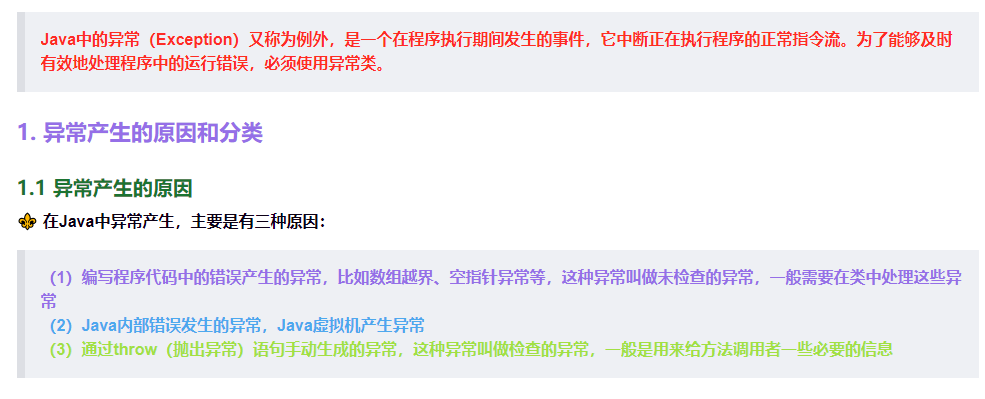 Java中的异常（Exception）又称为例外，是一个在程序执行期间发生的事件，它中断正在执行程序的正常指令流。为了能够及时
有效地处理程序中的运行错误，必须使用异常类。
1. 异常产生的原因和分类
1.1 异常产生的原因
在Java中异常产生，主要是有三种原因：
（1）编写程序代码中的错误产生的异常，比如数组越界、空指针异常等，这种异常叫做未检查的异常，一般需要在类中处理这些异
常
（2）Java内部错误发生的异常，Java虚拟机产生异常
（3）通过throw（抛出异常）语句手动生成的异常，这种异常叫做检查的异常，一般是用来给方法调用者一些必要的信息